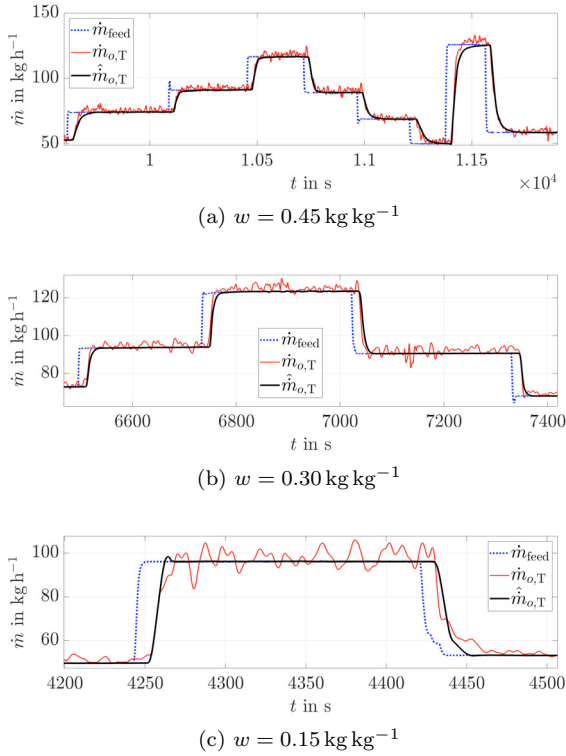 150
100
50
ṁ in kg h⁻¹
ṁ_feed
ṁ_o,T
ṁ̂_o,T
1 1.05 1.1 1.15
t in s
×10⁴
(a) w = 0.45 kg kg⁻¹
120
100
80
ṁ in kg h⁻¹
ṁ_feed
ṁ_o,T
ṁ̂_o,T
6600 6800 7000 7200 7400
t in s
(b) w = 0.30 kg kg⁻¹
100
80
60
ṁ in kg h⁻¹
ṁ_feed
ṁ_o,T
ṁ̂_o,T
4200 4250 4300 4350 4400 4450 4500
t in s
(c) w = 0.15 kg kg⁻¹